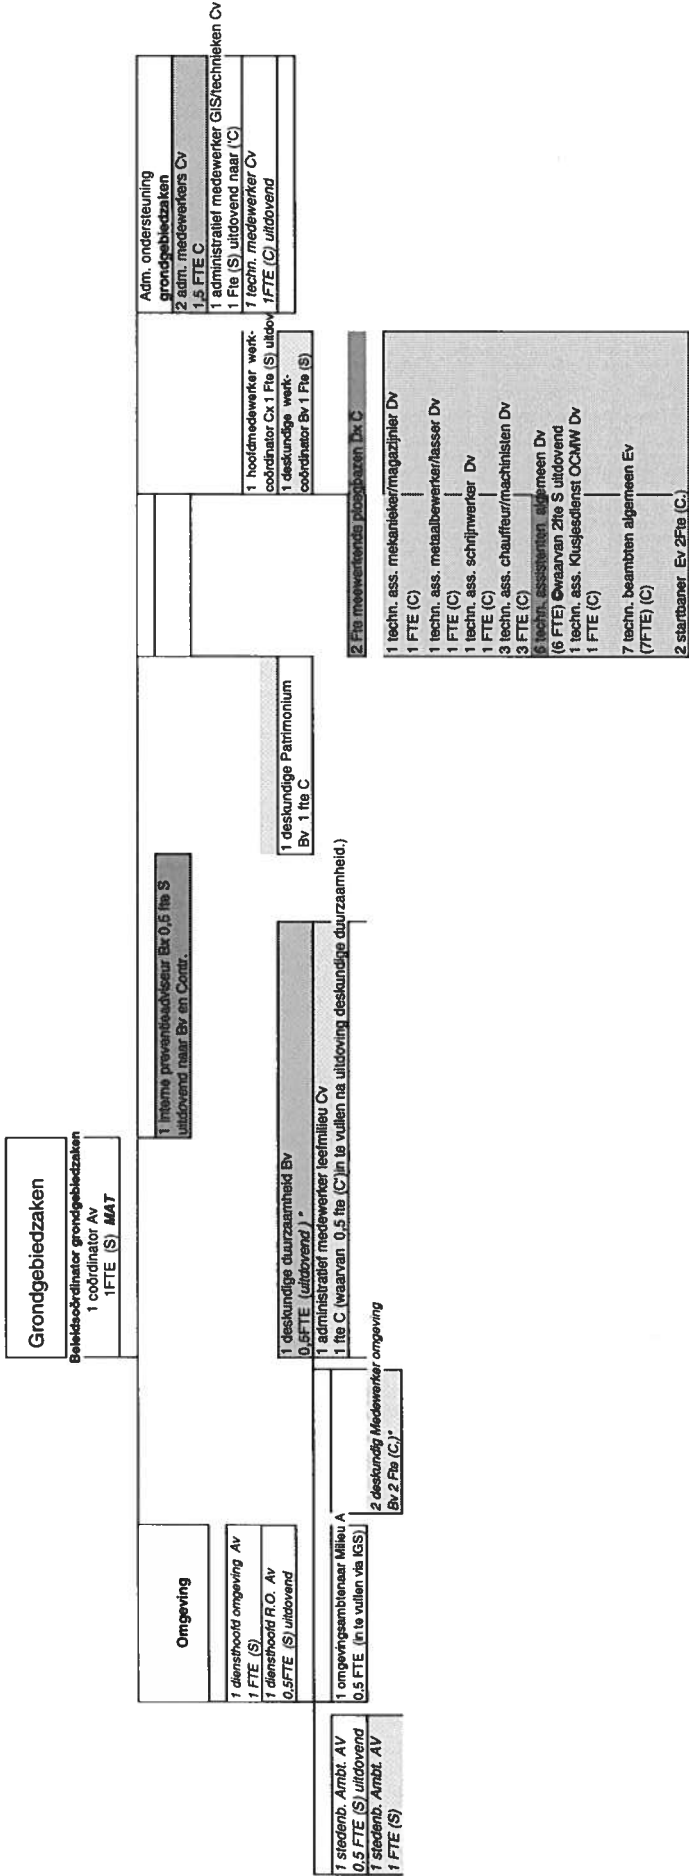 Grondgebiedzaken
Beleidsoördinator grondgebiedzaken
1 coördinator Av
1FTE (S) MAT
Omgeving
1 diensthoofd omgeving Av
1 FTE (S)
1 diensthoofd R.O. Av
0,5FTE (S) uitdovend
1 stedenb. Ambt. AV
0,5 FTE (S) uitdovend
1 stedenb. Ambt. AV
1 FTE (S)
1 omgevingsambtenaar Milieu A
0,5 FTE (in te vullen via IGS)
2 deskundig Medewerker omgeving
Bv 2 Fte (C,)*
1 deskundige duurzaamheid Bv
0,5FTE (uitdovend ) *
1 administratief medewerker leefmilieu Cv
1 fte C (waarvan 0,5 fte (C')in te vullen na uitdoving deskundige duurzaamheid.)
1 Interne preventieadviseur Bx 0,5 fte S
uitdovend naar Bv en Contr.
1 deskundige Patrimonium
Bv 1 fte C
1 hoofdmedewerker werk-
coördinator Cx 1 Fte (S) uitdov
1 deskundige werk-
coördinator Bv 1 Fte (S)
2 Fte meewerkende ploegbazen Dx C
1 techn. ass. mekanieker/magazijnier Dv
1 FTE (C)
1 techn. ass. metaalbewerker/lasser Dv
1 FTE (C)
1 techn. ass. schrijnwerker Dv
1 FTE (C)
3 techn. ass. chauffeur/machinisten Dv
3 FTE (C)
6 techn. assistenten algemeen Dv
(6 FTE) Cwaarvan 2fte S uitdovend
1 techn. ass. Klusjesdienst OCMW Dv
1 FTE (C)
7 techn. beambten algemeen Ev
(7FTE) (C)
2 startbaner Ev 2Fte (C,)
Adm. ondersteuning
grondgebiedzaken
2 adm. medewerkers Cv
1,5 FTE C
1 administratief medewerker GIS/technieken Cv
1 Fte (S) uitdovend naar ('C)
1 techn. medewerker Cv
1FTE (C) uitdovend